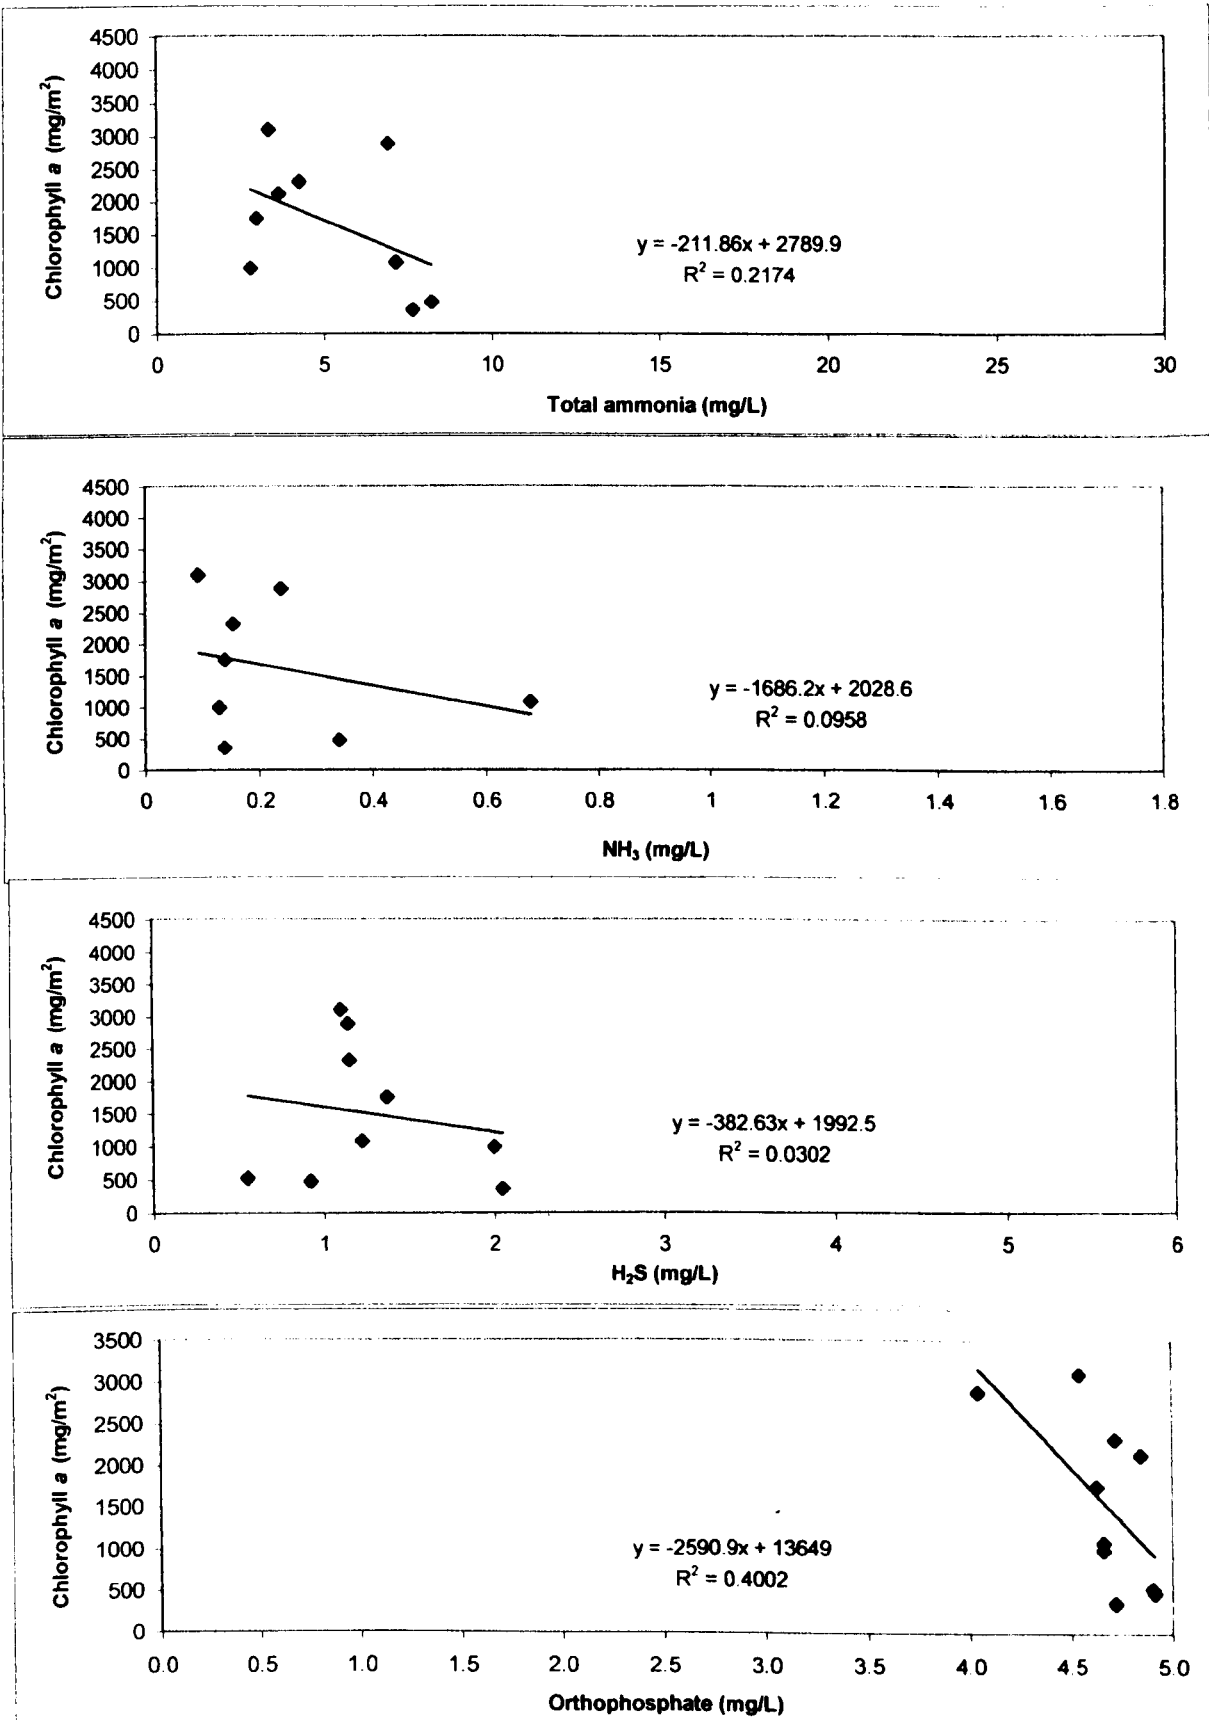 4500
4000
3500
3000
2500
2000
1500
1000
500
0
Chlorophyll a (mg/m²)
y = -211.86x + 2789.9
R² = 0.2174
0 5 10 15 20 25 30
Total ammonia (mg/L)
4500
4000
3500
3000
2500
2000
1500
1000
500
0
Chlorophyll a (mg/m²)
y = -1686.2x + 2028.6
R² = 0.0958
0 0.2 0.4 0.6 0.8 1 1.2 1.4 1.6 1.8
NH₃ (mg/L)
4500
4000
3500
3000
2500
2000
1500
1000
500
0
Chlorophyll a (mg/m²)
y = -382.63x + 1992.5
R² = 0.0302
0 1 2 3 4 5 6
H₂S (mg/L)
3500
3000
2500
2000
1500
1000
500
0
Chlorophyll a (mg/m²)
y = -2590.9x + 13649
R² = 0.4002
0.0 0.5 1.0 1.5 2.0 2.5 3.0 3.5 4.0 4.5 5.0
Orthophosphate (mg/L)